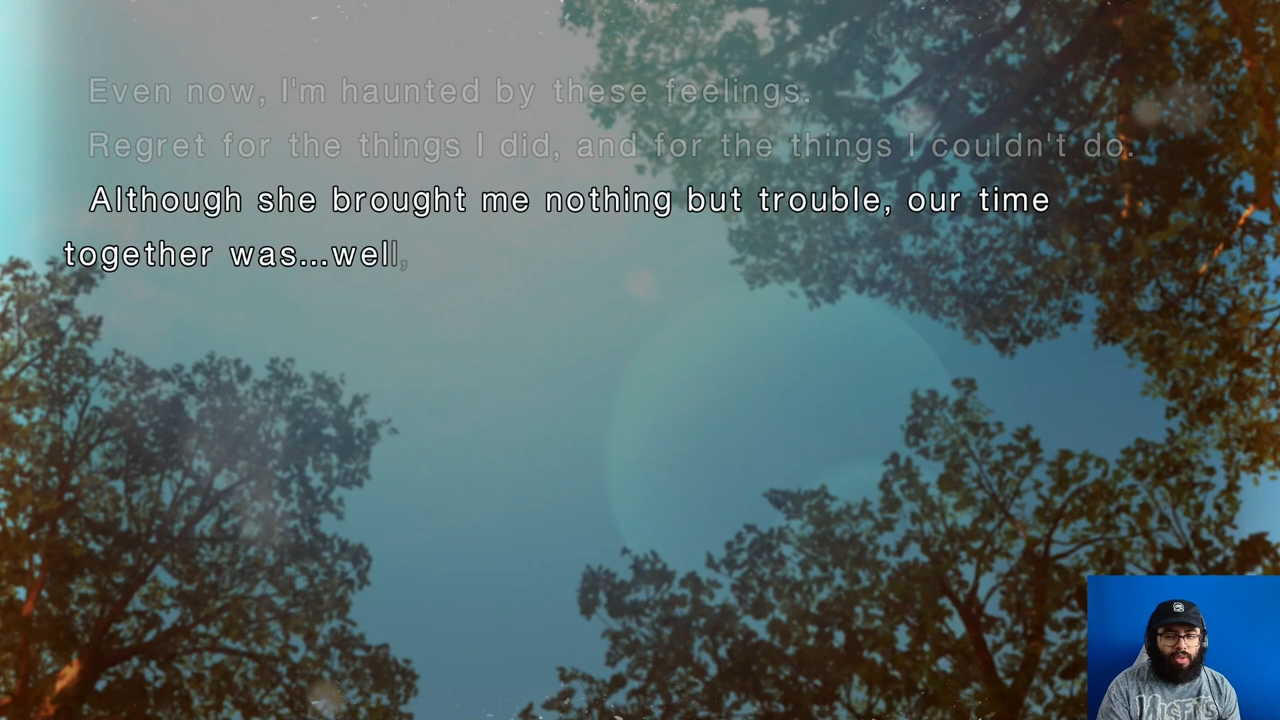 Even now, I'm haunted by these feelings.
Regret for the things I did, and for the things I couldn't do.
Although she brought me nothing but trouble, our time
together was...well,
MISFITS